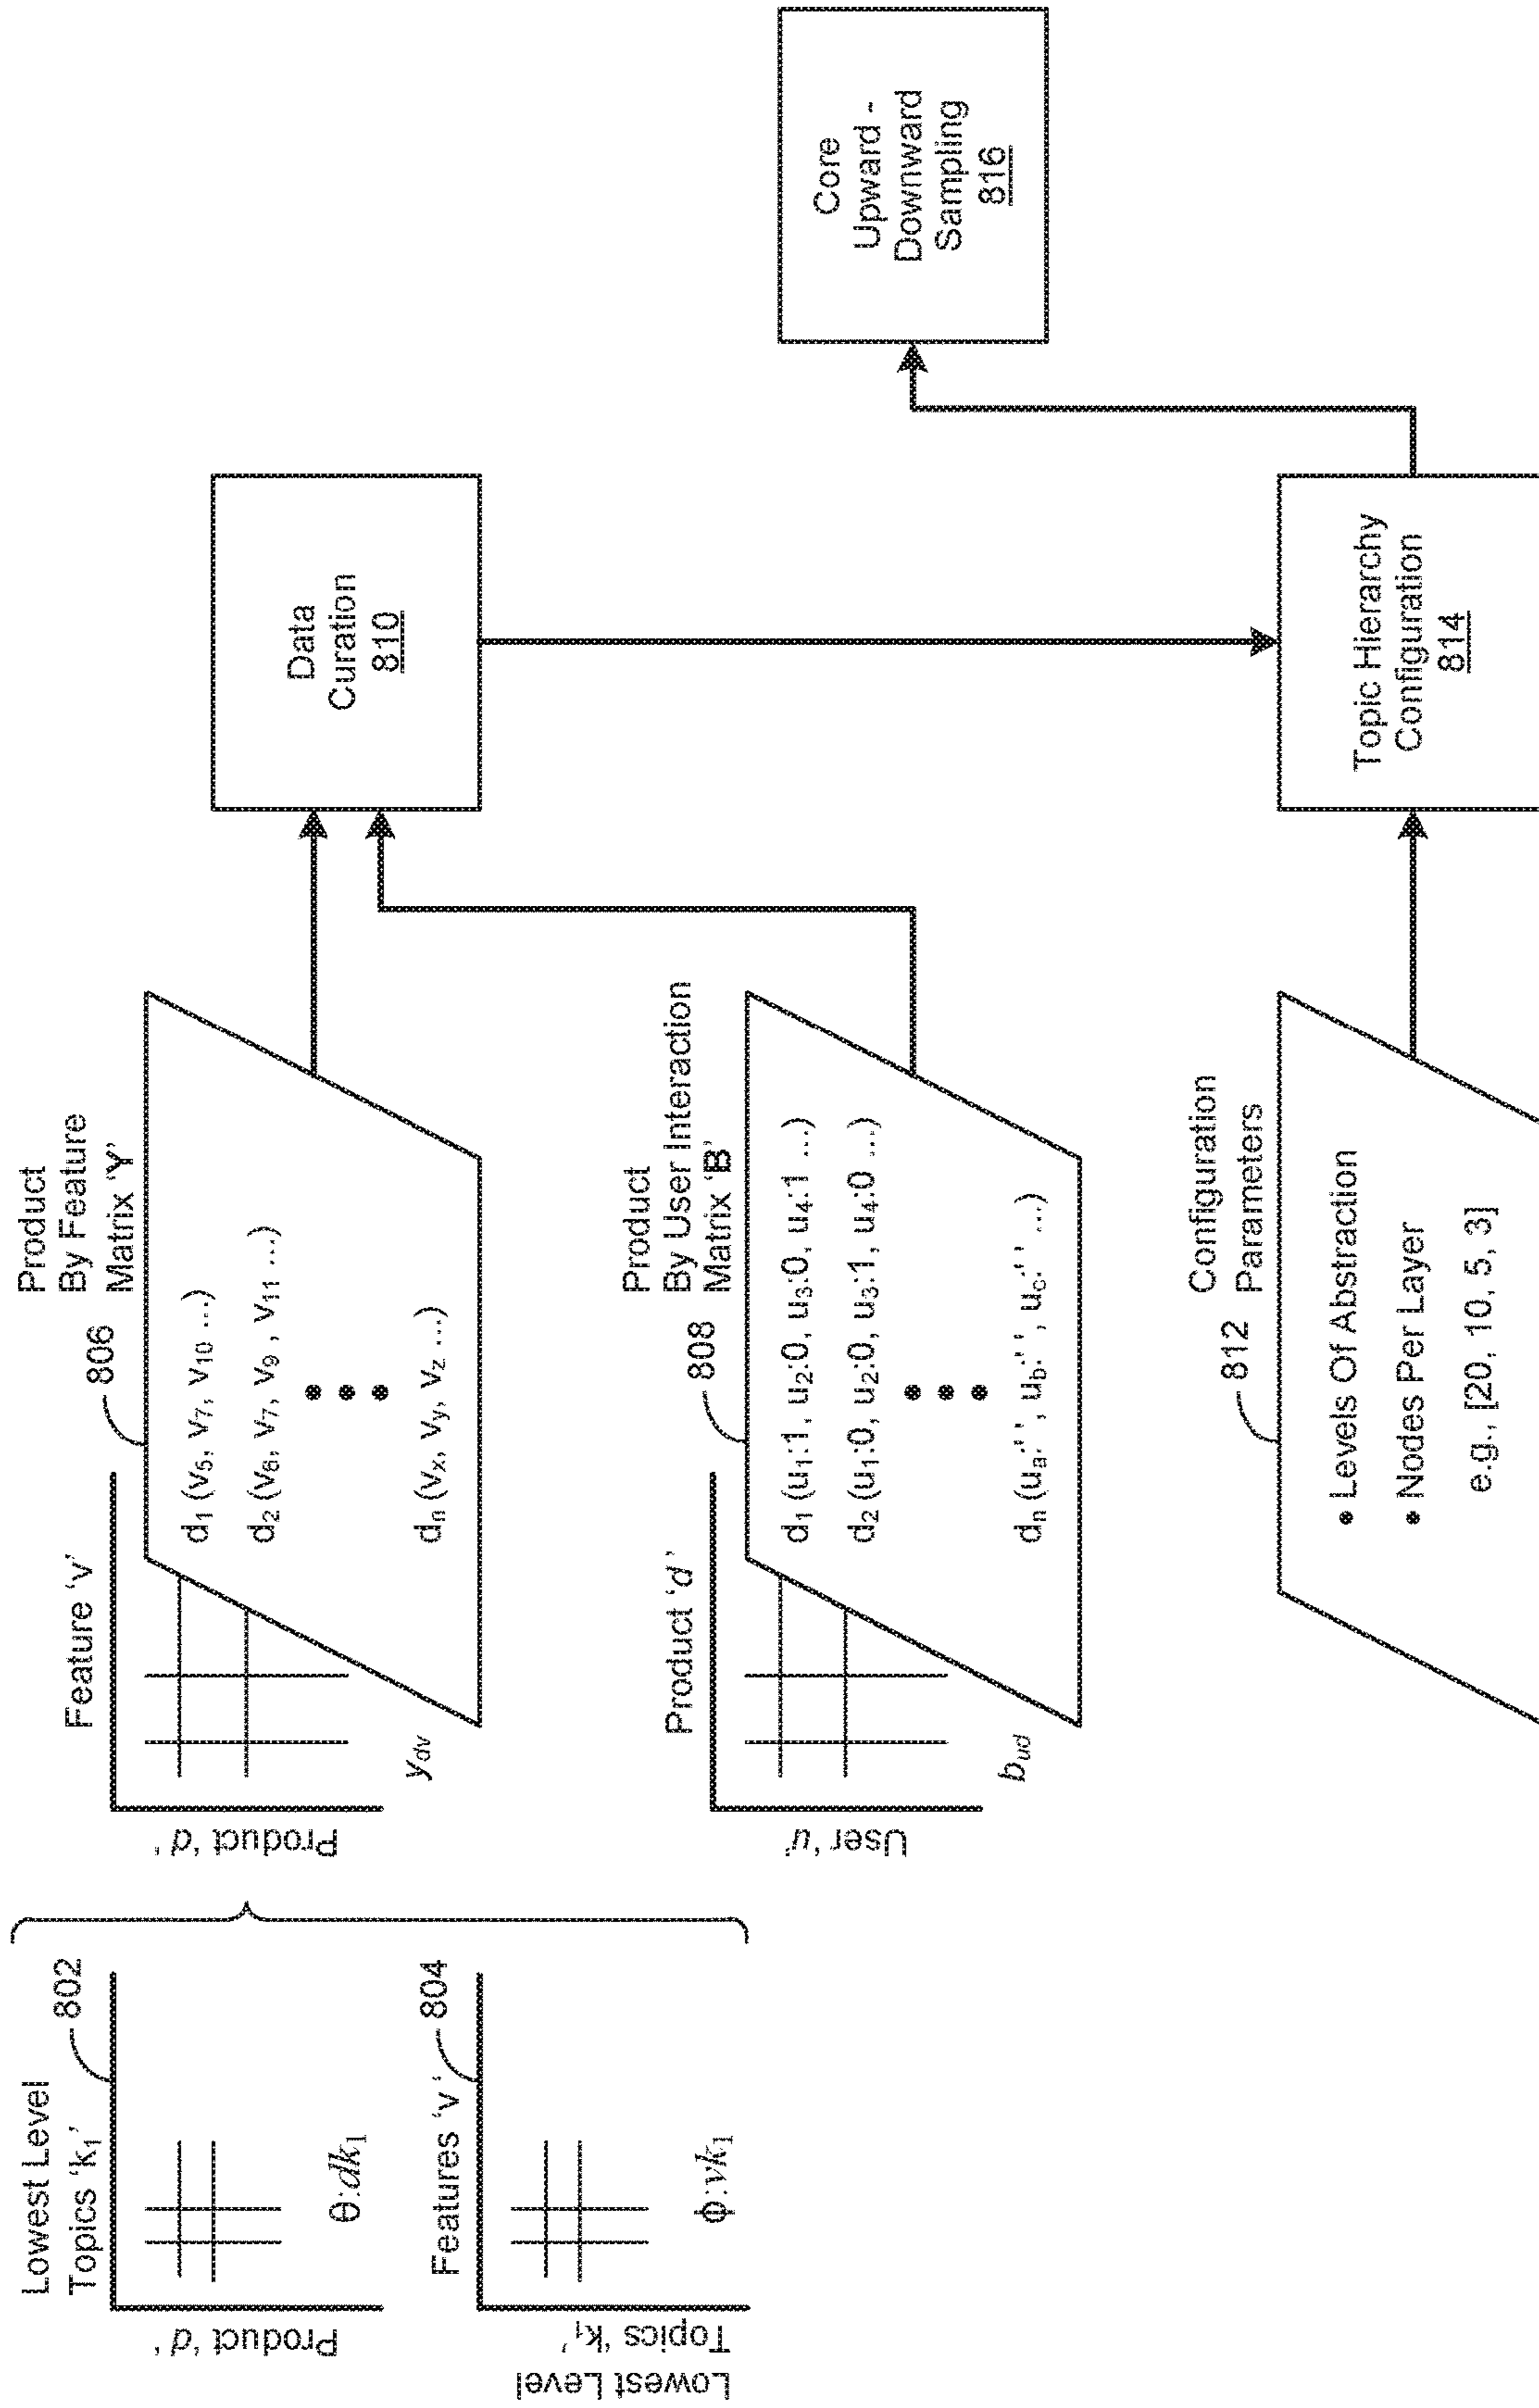 Lowest Level
Topics 'k1'
802
Product 'd'
θ:dk1
Features 'v'
804
Lowest Level
Topics 'k1'
ϕ:vk1
Product
By Feature
Matrix 'Y'
806
Feature 'v'
Product 'd'
ydv
d1 (v5, v7, v10 ...)
d2 (v6, v7, v9 , v11 ...)
dn (vx, vy, vz ...)
Product
By User Interaction
Matrix 'B'
808
Product 'd'
User 'u'
bud
d1 (u1:1, u2:0, u3:0, u4:1 ...)
d2 (u1:0, u2:0, u3:1, u4:0 ...)
dn (ua:' ', ub:' ', uc:' ' ...)
Configuration
Parameters
812
• Levels Of Abstraction
• Nodes Per Layer
e.g., [20, 10, 5, 3]
Data
Curation
810
Topic Hierarchy
Configuration
814
Core
Upward -
Downward
Sampling
816